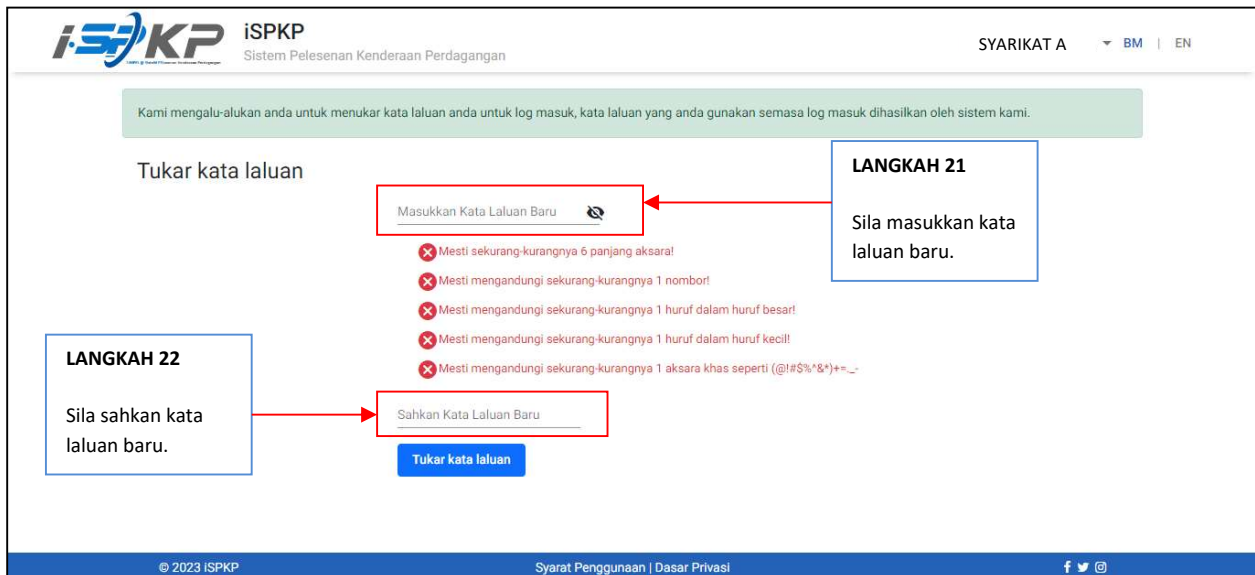 iSPKP
iSPKP
Sistem Pelesenan Kenderaan Perdagangan
SYARIKAT A
BM | EN
Kami mengalu-alukan anda untuk menukar kata laluan anda untuk log masuk, kata laluan yang anda gunakan semasa log masuk dihasilkan oleh sistem kami.
Tukar kata laluan
LANGKAH 21
Sila masukkan kata
laluan baru.
Masukkan Kata Laluan Baru
Mesti sekurang-kurangnya 6 panjang aksara!
Mesti mengandungi sekurang-kurangnya 1 nombor!
Mesti mengandungi sekurang-kurangnya 1 huruf dalam huruf besar!
Mesti mengandungi sekurang-kurangnya 1 huruf dalam huruf kecil!
Mesti mengandungi sekurang-kurangnya 1 aksara khas seperti (@!#$%^&*)+=._-
LANGKAH 22
Sila sahkan kata
laluan baru.
Sahkan Kata Laluan Baru
Tukar kata laluan
© 2023 iSPKP
Syarat Penggunaan | Dasar Privasi